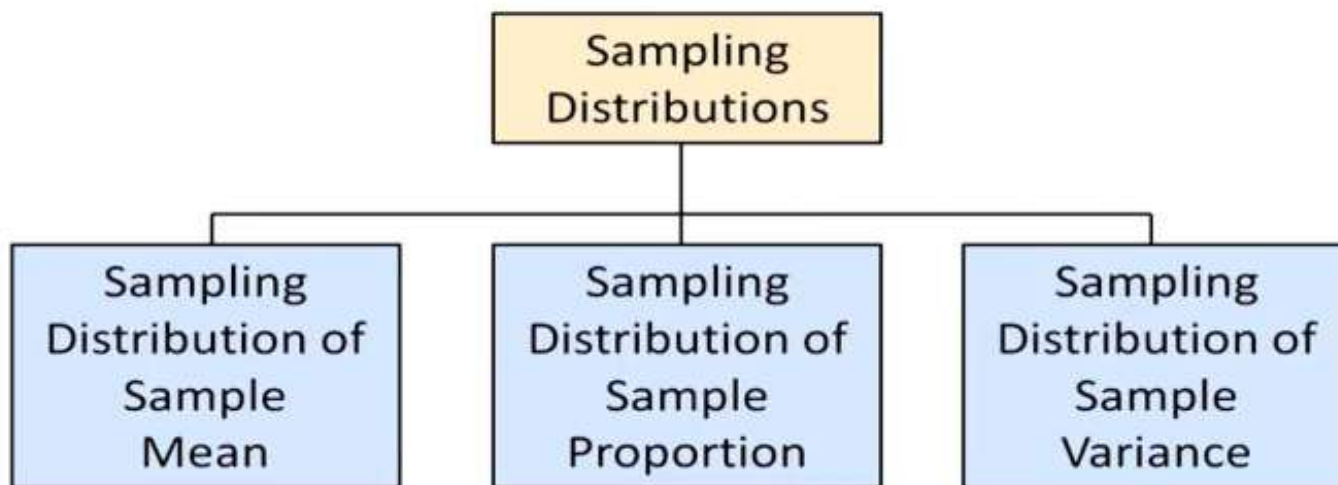 Sampling
Distributions
Sampling
Distribution of
Sample
Mean
Sampling
Distribution of
Sample
Proportion
Sampling
Distribution of
Sample
Variance